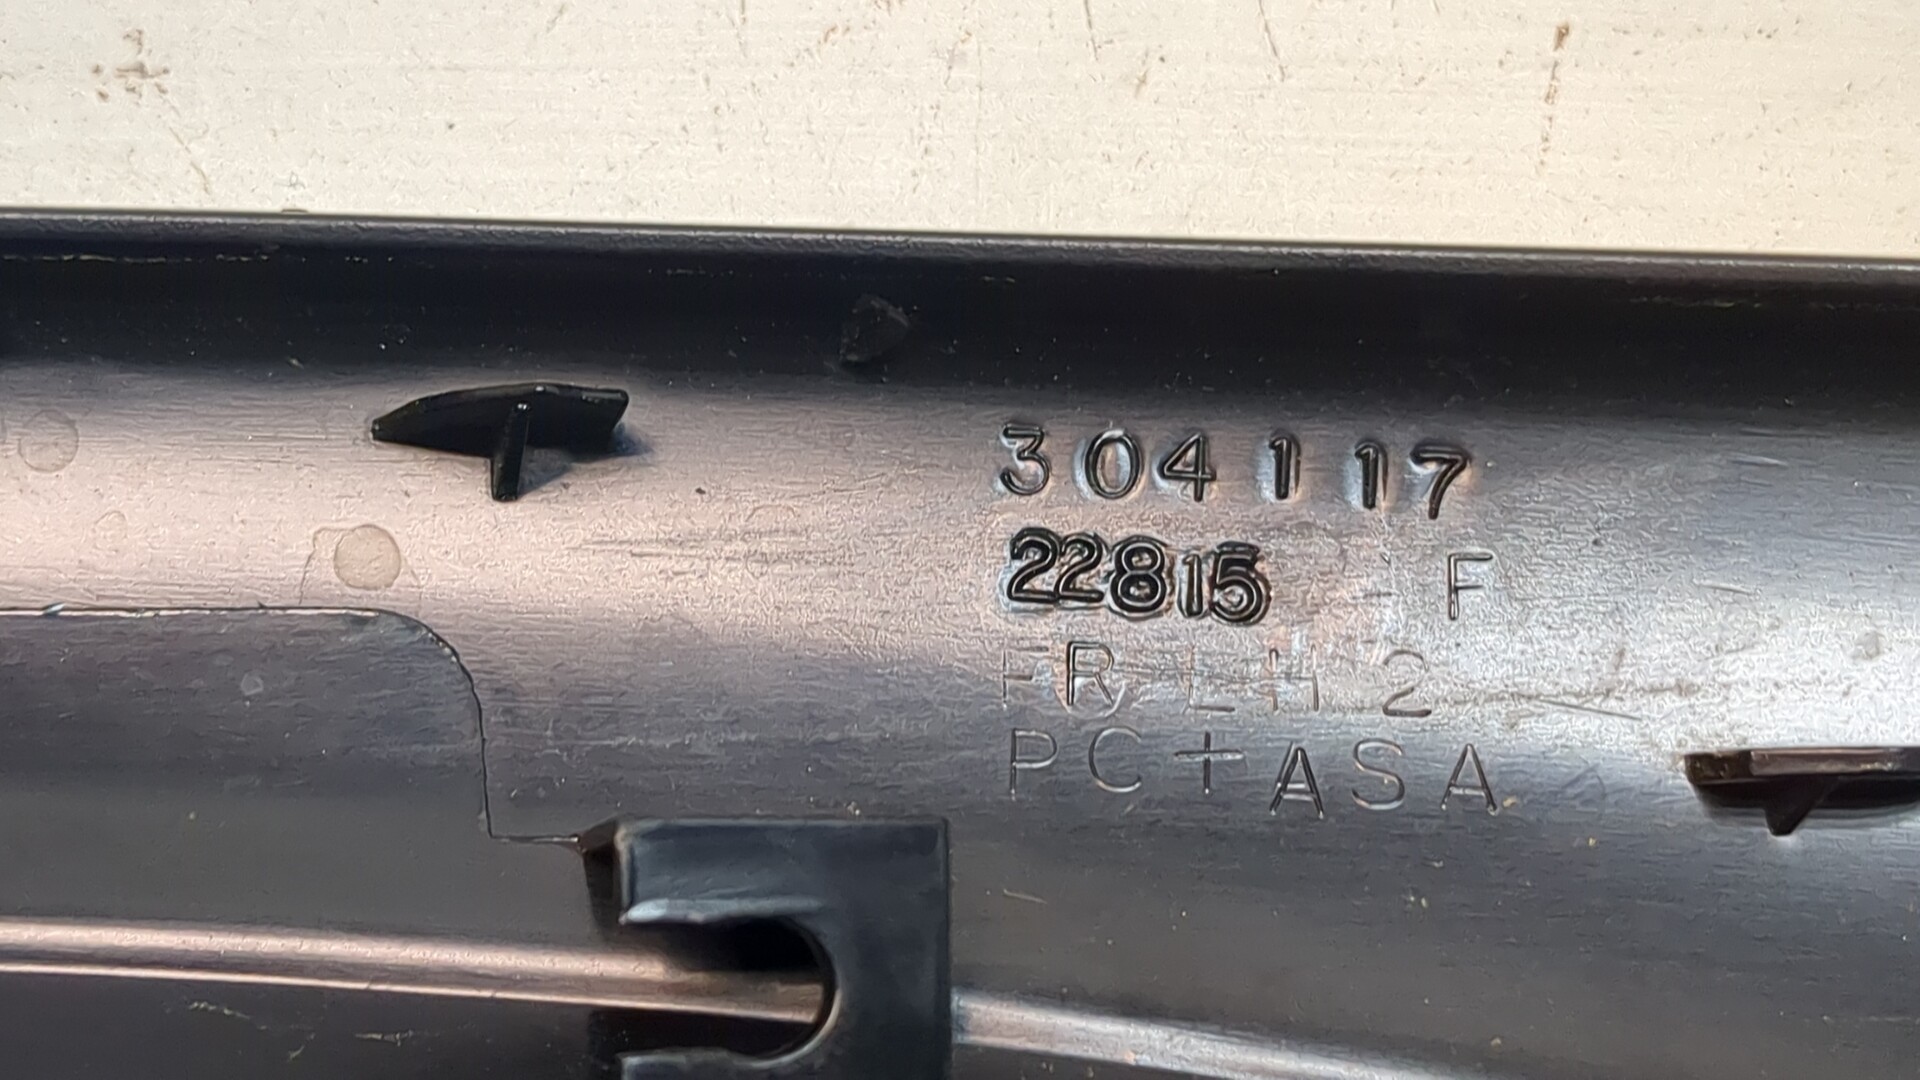 304117
22815 F
FR LH 2
PC+ASA